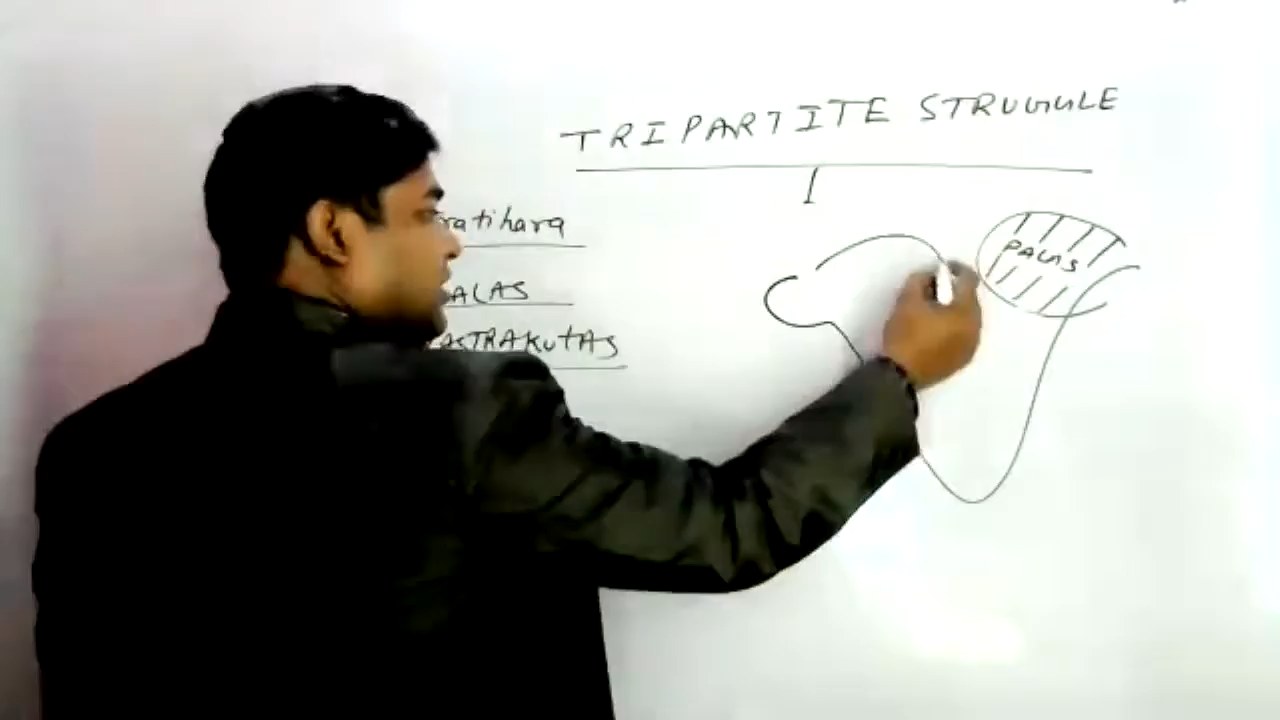 TRIPARTITE STRUGGLE
ratihara
PALAS
ALAS
ASTRAKUTAS